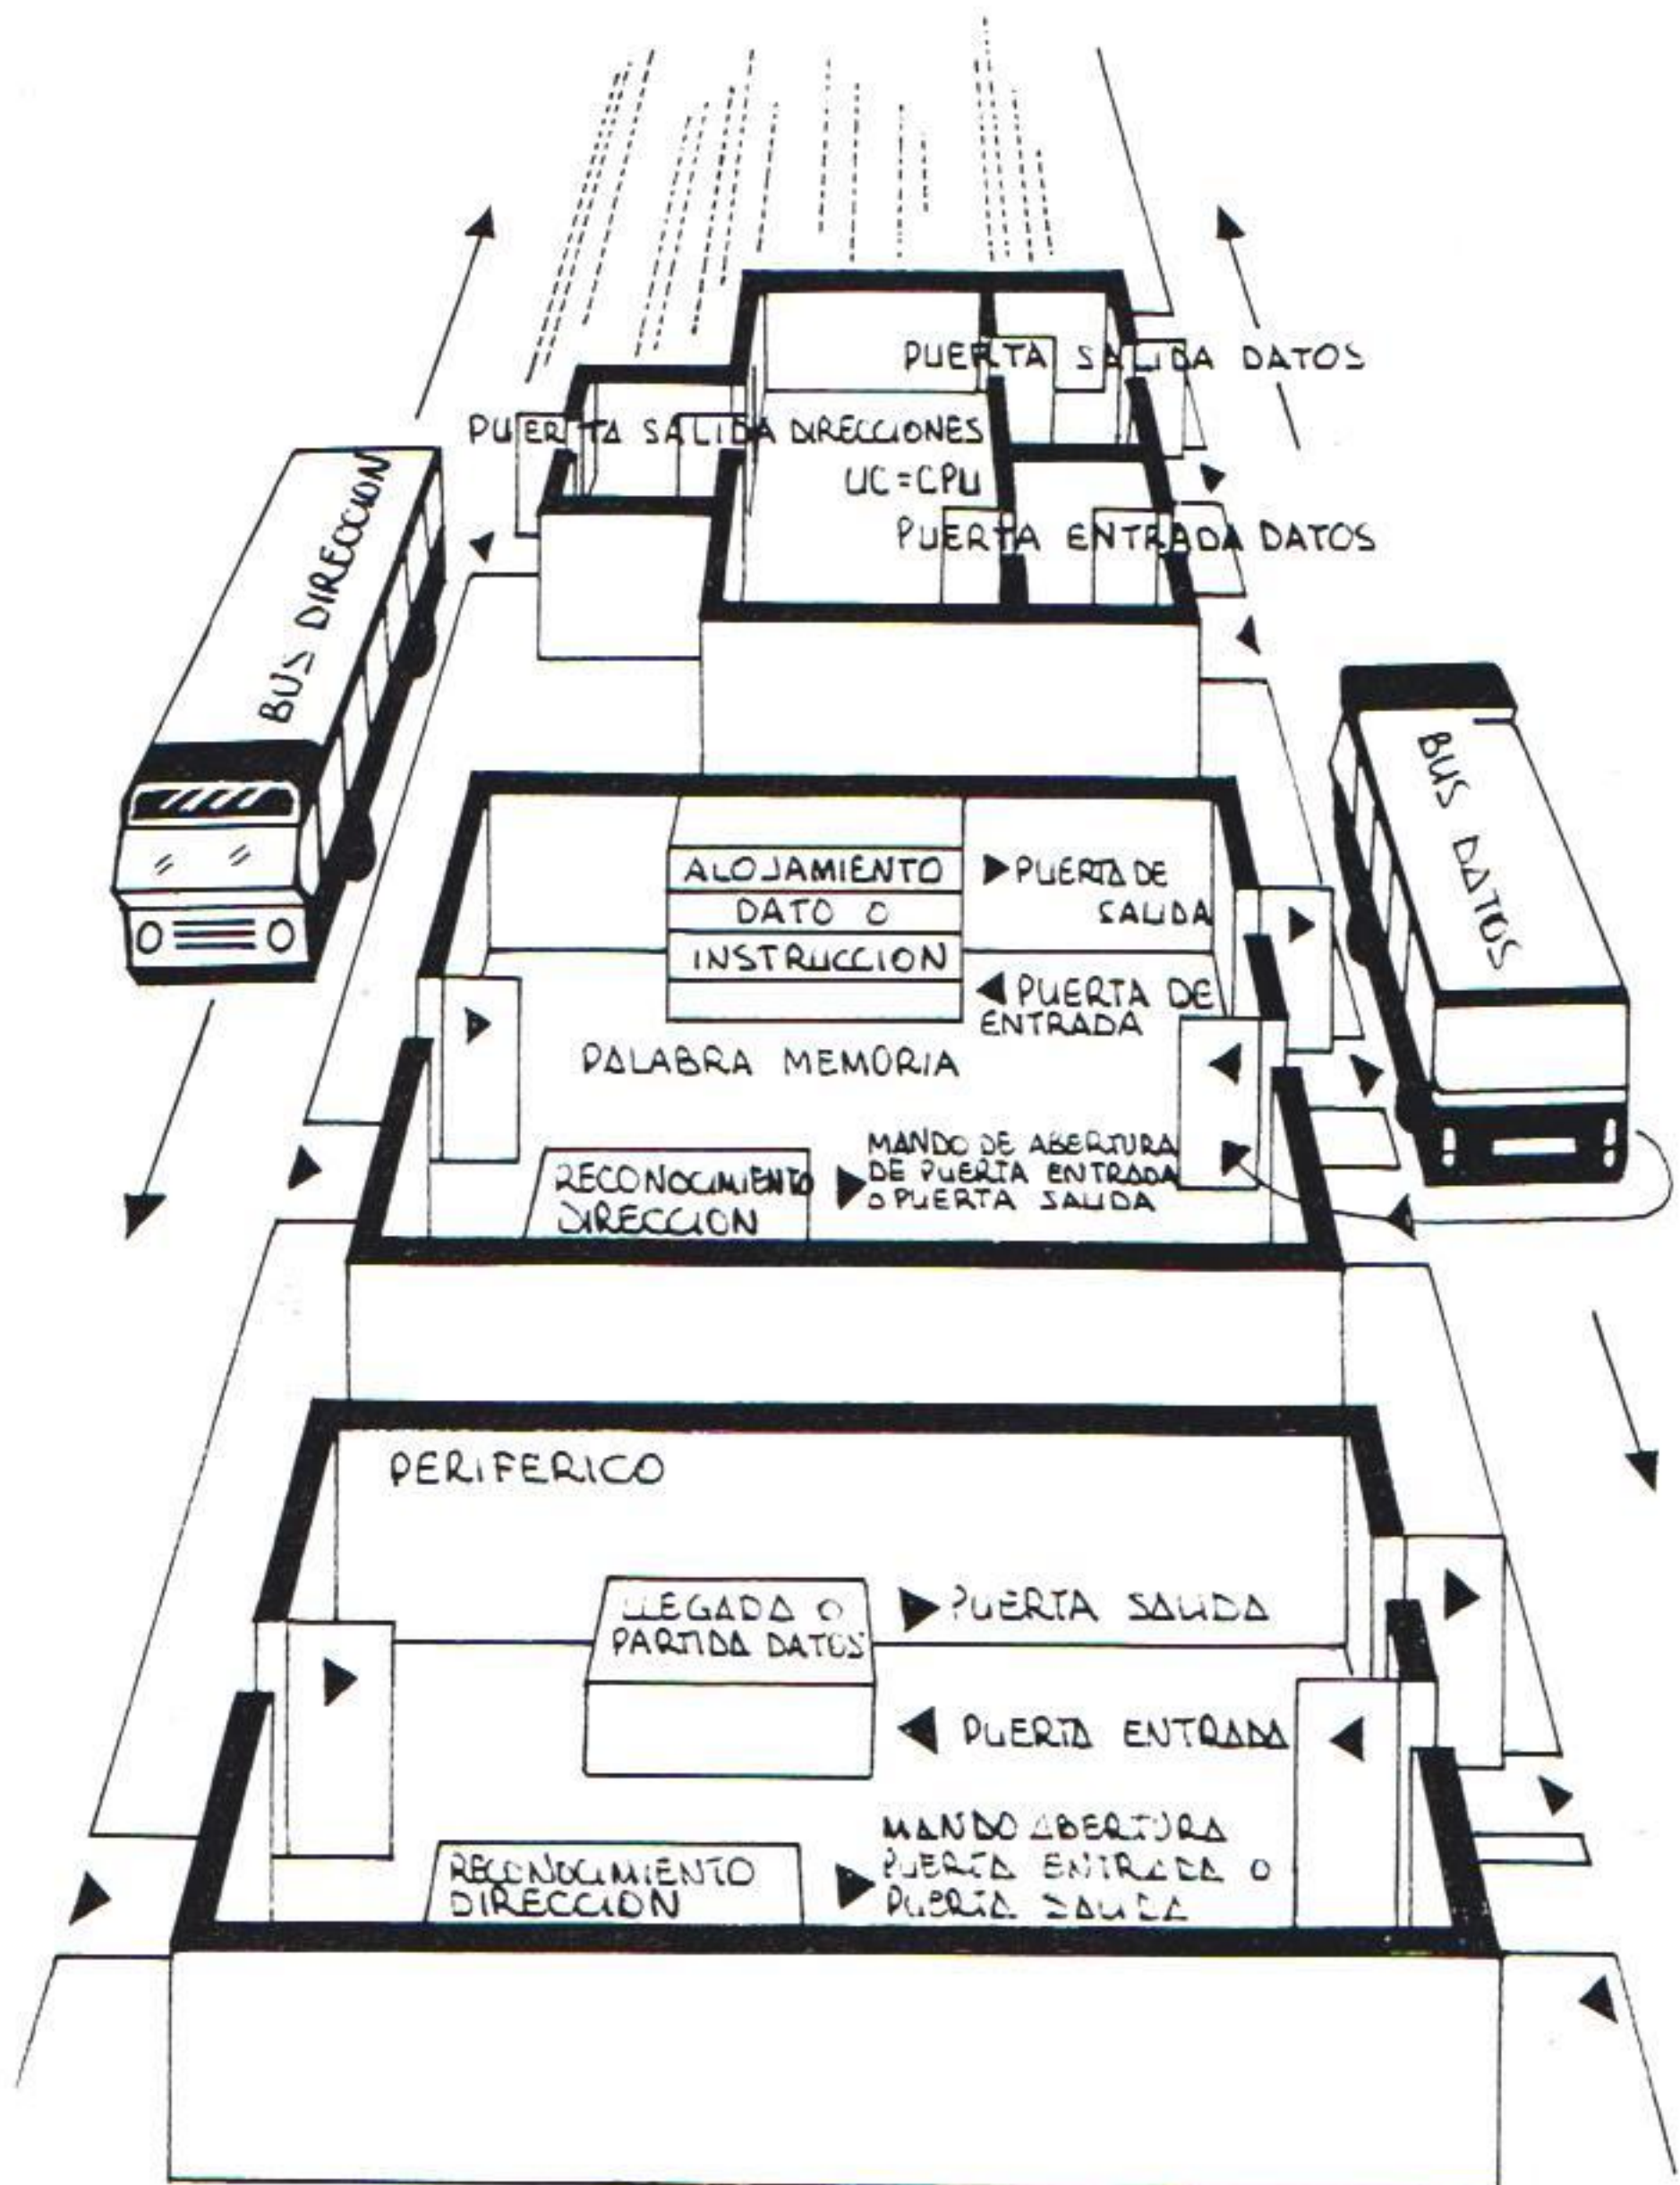 PUERTA SALIDA DATOS
PUERTA SALIDA DIRECCIONES
UC=CPU
PUERTA ENTRADA DATOS
BUS DIRECCION
BUS DATOS
ALOJAMIENTO
DATO O
INSTRUCCION
PUERTA DE
SALIDA
PUERTA DE
ENTRADA
PALABRA MEMORIA
RECONOCIMIENTO
DIRECCION
MANDO DE ABERTURA
DE PUERTA ENTRADA
O PUERTA SALIDA
PERIFERICO
LLEGADA O
PARTIDA DATOS
PUERTA SALIDA
PUERTA ENTRADA
RECONOCIMIENTO
DIRECCION
MANDO ABERTURA
PUERTA ENTRADA O
PUERTA SALIDA